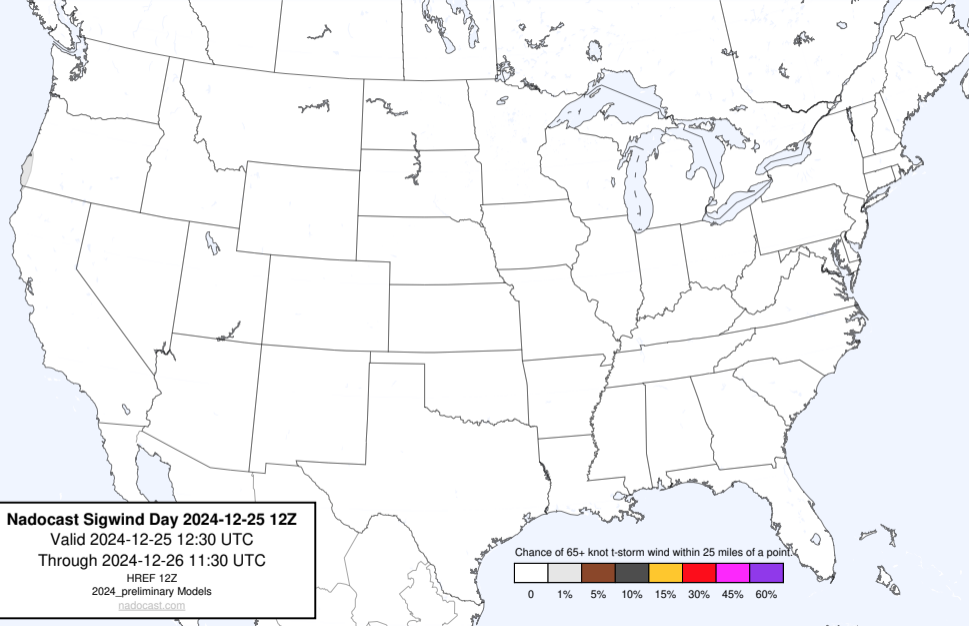 Nadocast Sigwind Day 2024-12-25 12Z
Valid 2024-12-25 12:30 UTC
Through 2024-12-26 11:30 UTC
HREF 12Z
2024_preliminary Models
nadocast.com
Chance of 65+ knot t-storm wind within 25 miles of a point.
0 1% 5% 10% 15% 30% 45% 60%